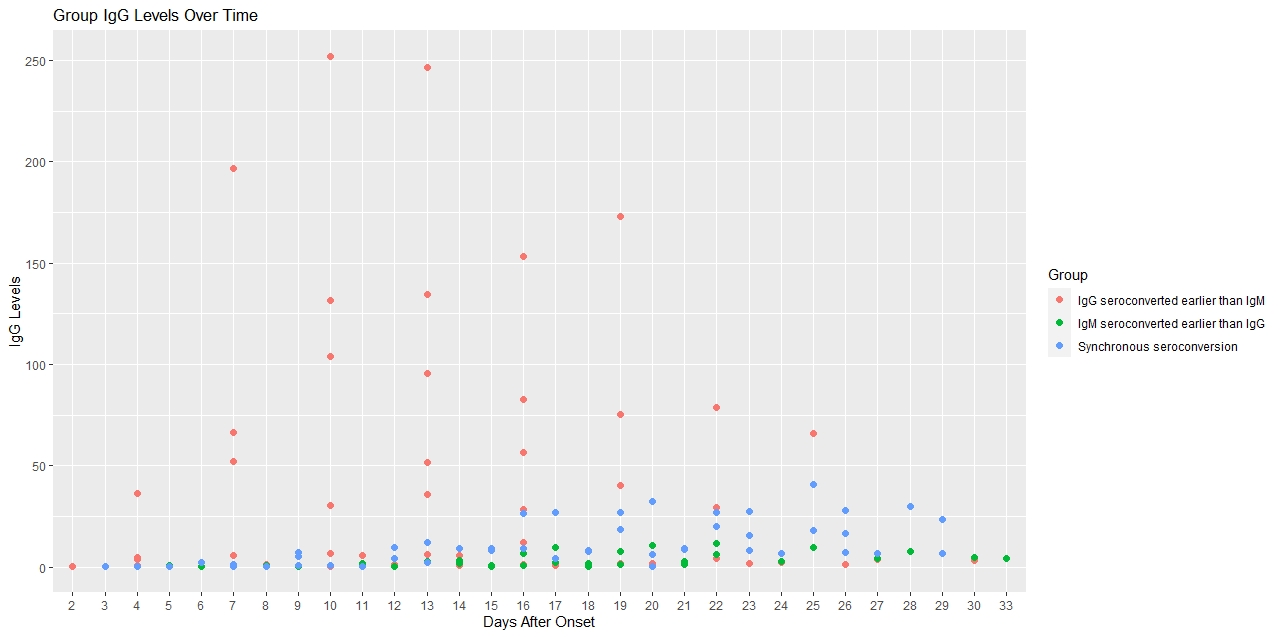 Group IgG Levels Over Time
250
200
150
100
50
0
IgG Levels
2 3 4 5 6 7 8 9 10 11 12 13 14 15 16 17 18 19 20 21 22 23 24 25 26 27 28 29 30 33
Days After Onset
Group
IgG seroconverted earlier than IgM
IgM seroconverted earlier than IgG
Synchronous seroconversion